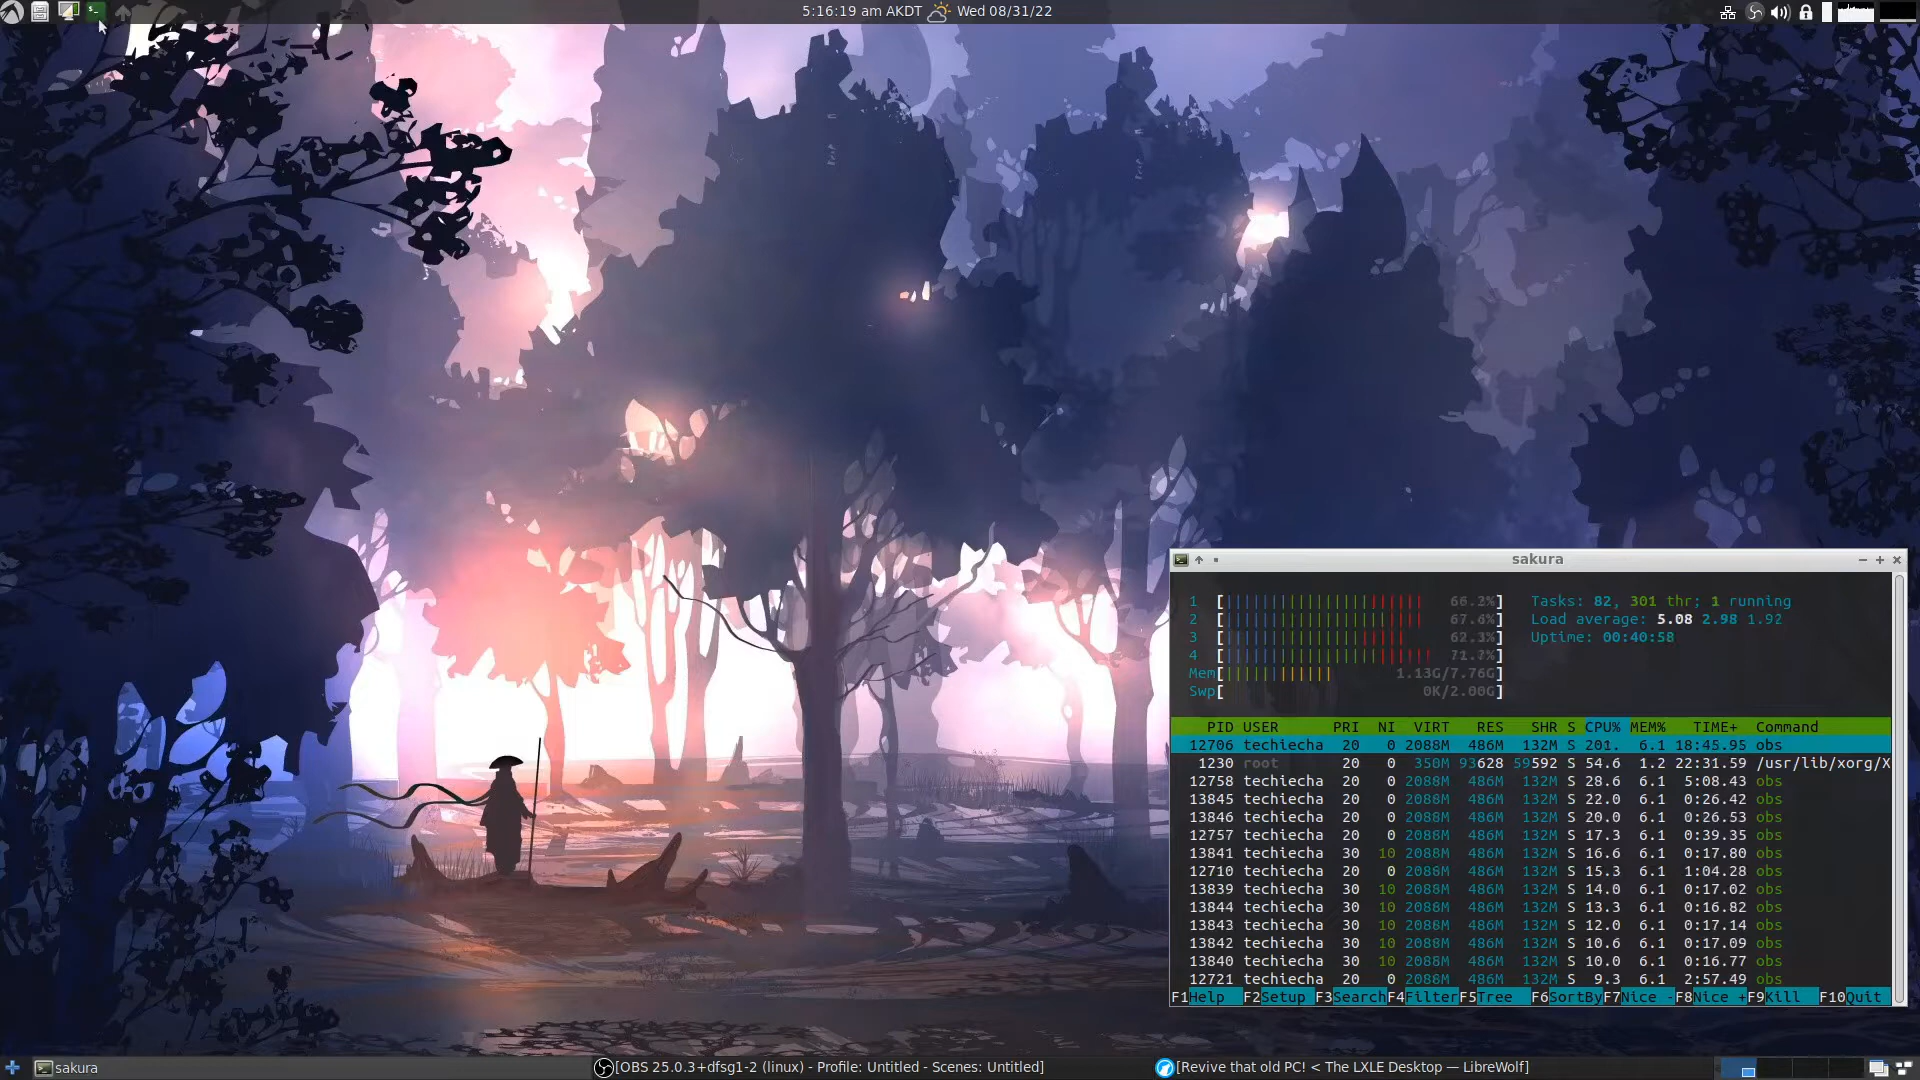 5:16:19 am AKDT Wed 08/31/22
sakura
1 [ 66.2%] Tasks: 82, 301 thr; 1 running
2 [ 67.6%] Load average: 5.08 2.98 1.92
3 [ 62.3%] Uptime: 00:40:58
4 [ 71.7%]
Mem[ 1.13G/7.76G]
Swp[ 0K/2.00G]
PID USER PRI NI VIRT RES SHR S CPU% MEM% TIME+ Command
12706 techiecha 20 0 2088M 486M 132M S 201. 6.1 18:45.95 obs
1230 root 20 0 350M 93628 59592 S 54.6 1.2 22:31.59 /usr/lib/xorg/X
12758 techiecha 20 0 2088M 486M 132M S 28.6 6.1 5:08.43 obs
13845 techiecha 20 0 2088M 486M 132M S 22.0 6.1 0:26.42 obs
13846 techiecha 20 0 2088M 486M 132M S 20.0 6.1 0:26.53 obs
12757 techiecha 20 0 2088M 486M 132M S 17.3 6.1 0:39.35 obs
13841 techiecha 30 10 2088M 486M 132M S 16.6 6.1 0:17.80 obs
12710 techiecha 20 0 2088M 486M 132M S 15.3 6.1 1:04.28 obs
13839 techiecha 30 10 2088M 486M 132M S 14.0 6.1 0:17.02 obs
13844 techiecha 30 10 2088M 486M 132M S 13.3 6.1 0:16.82 obs
13843 techiecha 30 10 2088M 486M 132M S 12.0 6.1 0:17.14 obs
13842 techiecha 30 10 2088M 486M 132M S 10.6 6.1 0:17.09 obs
13840 techiecha 30 10 2088M 486M 132M S 10.0 6.1 0:16.77 obs
12721 techiecha 20 0 2088M 486M 132M S 9.3 6.1 2:57.49 obs
F1Help F2Setup F3SearchF4FilterF5Tree F6SortByF7Nice -F8Nice +F9Kill F10Quit
sakura [OBS 25.0.3+dfsg1-2 (linux) - Profile: Untitled - Scenes: Untitled] [Revive that old PC! < The LXLE Desktop — LibreWolf]